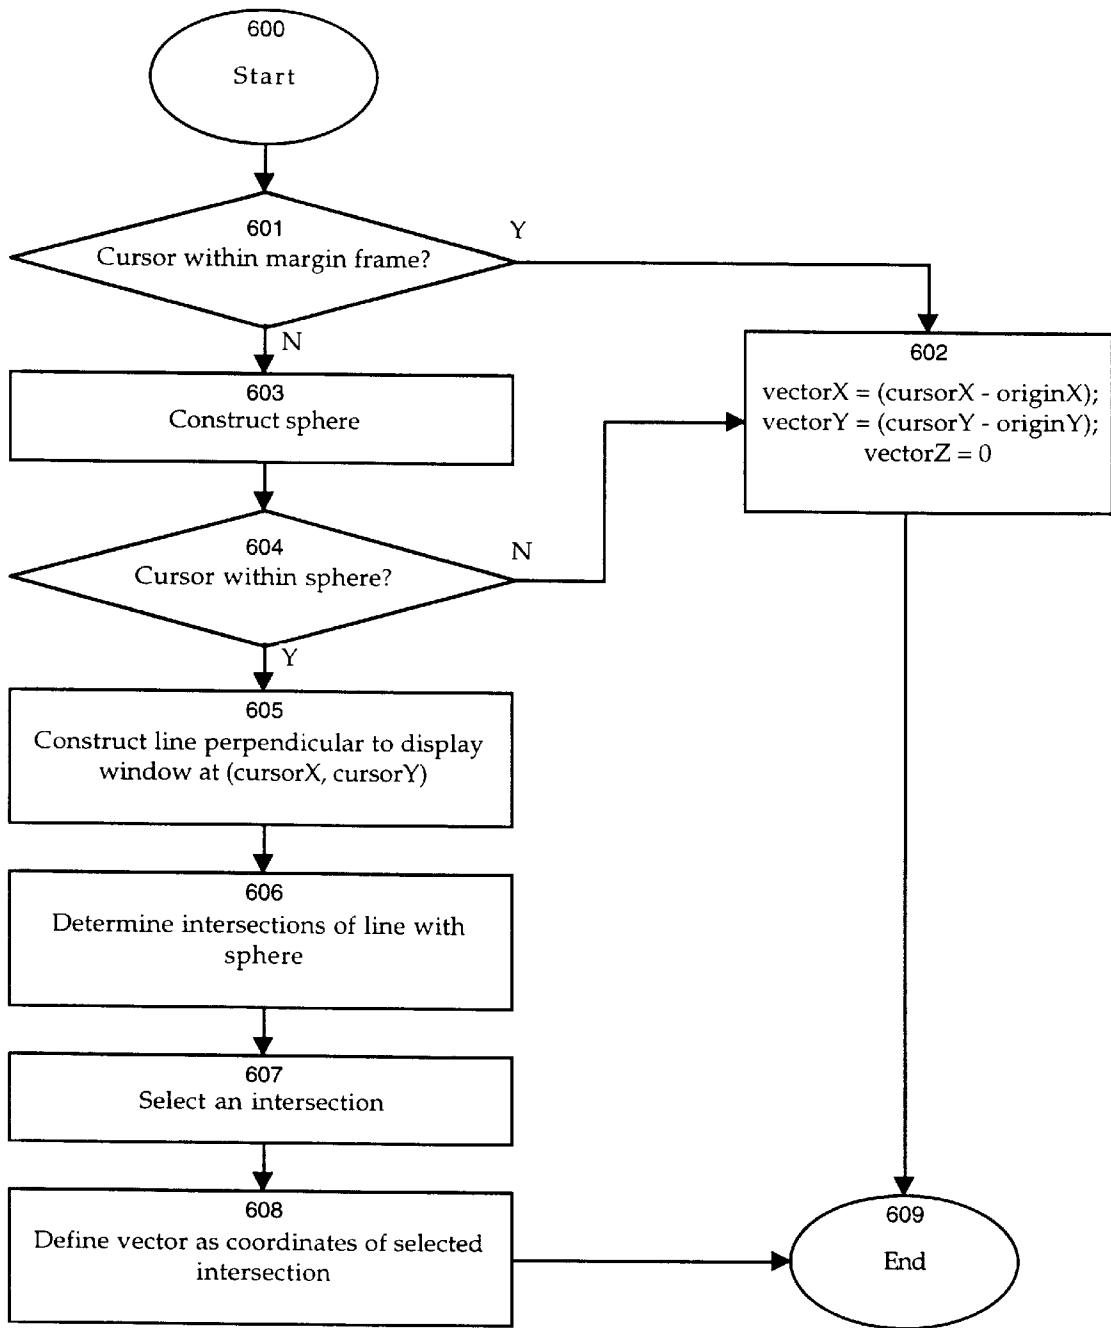 600
Start
601
Cursor within margin frame?
Y
N
602
vectorX = (cursorX - originX);
vectorY = (cursorY - originY);
vectorZ = 0
603
Construct sphere
604
Cursor within sphere?
N
Y
605
Construct line perpendicular to display
window at (cursorX, cursorY)
606
Determine intersections of line with
sphere
607
Select an intersection
608
Define vector as coordinates of selected
intersection
609
End